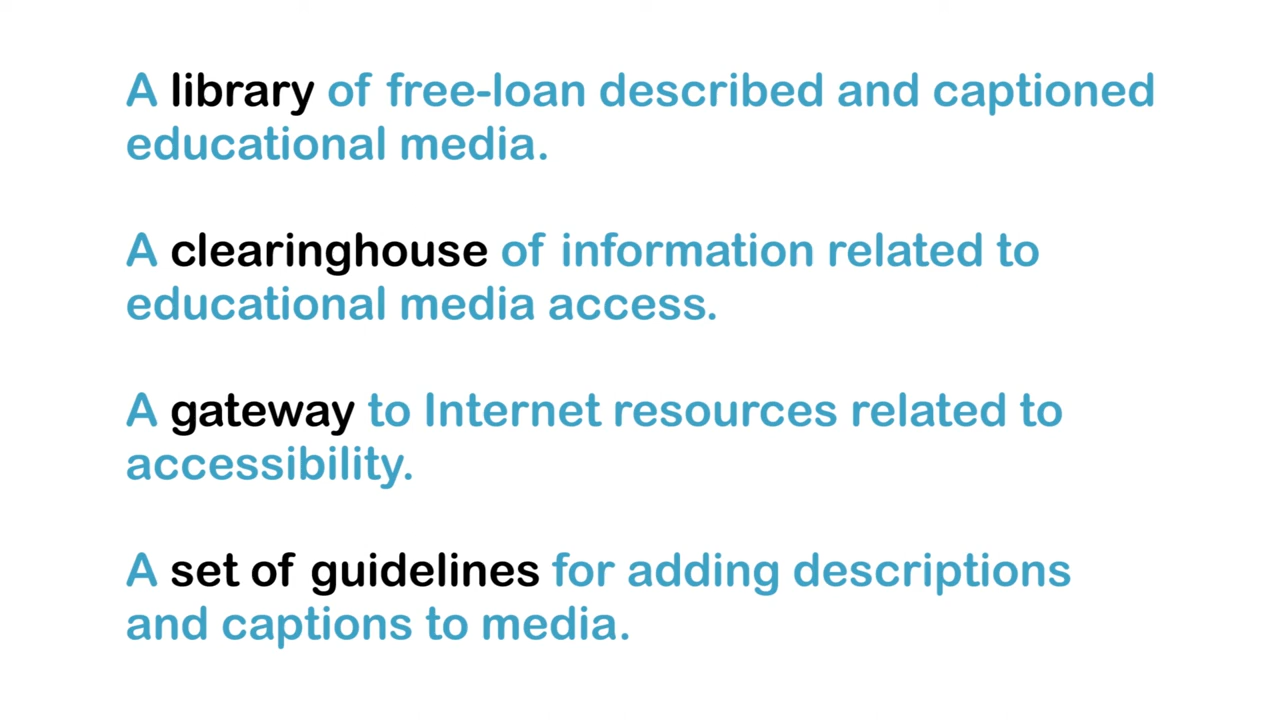 A library of free-loan described and captioned
educational media.
A clearinghouse of information related to
educational media access.
A gateway to Internet resources related to
accessibility.
A set of guidelines for adding descriptions
and captions to media.